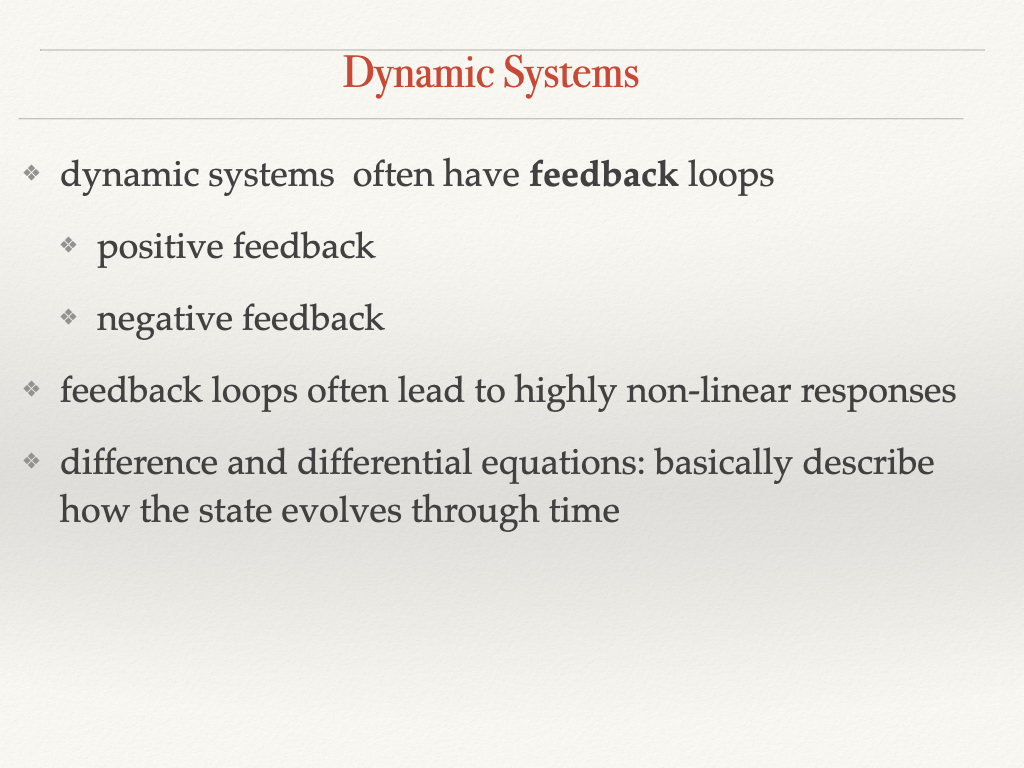 Dynamic Systems
❖ dynamic systems  often have feedback loops
❖ positive feedback
❖ negative feedback
❖ feedback loops often lead to highly non-linear responses
❖ difference and differential equations: basically describe
how the state evolves through time